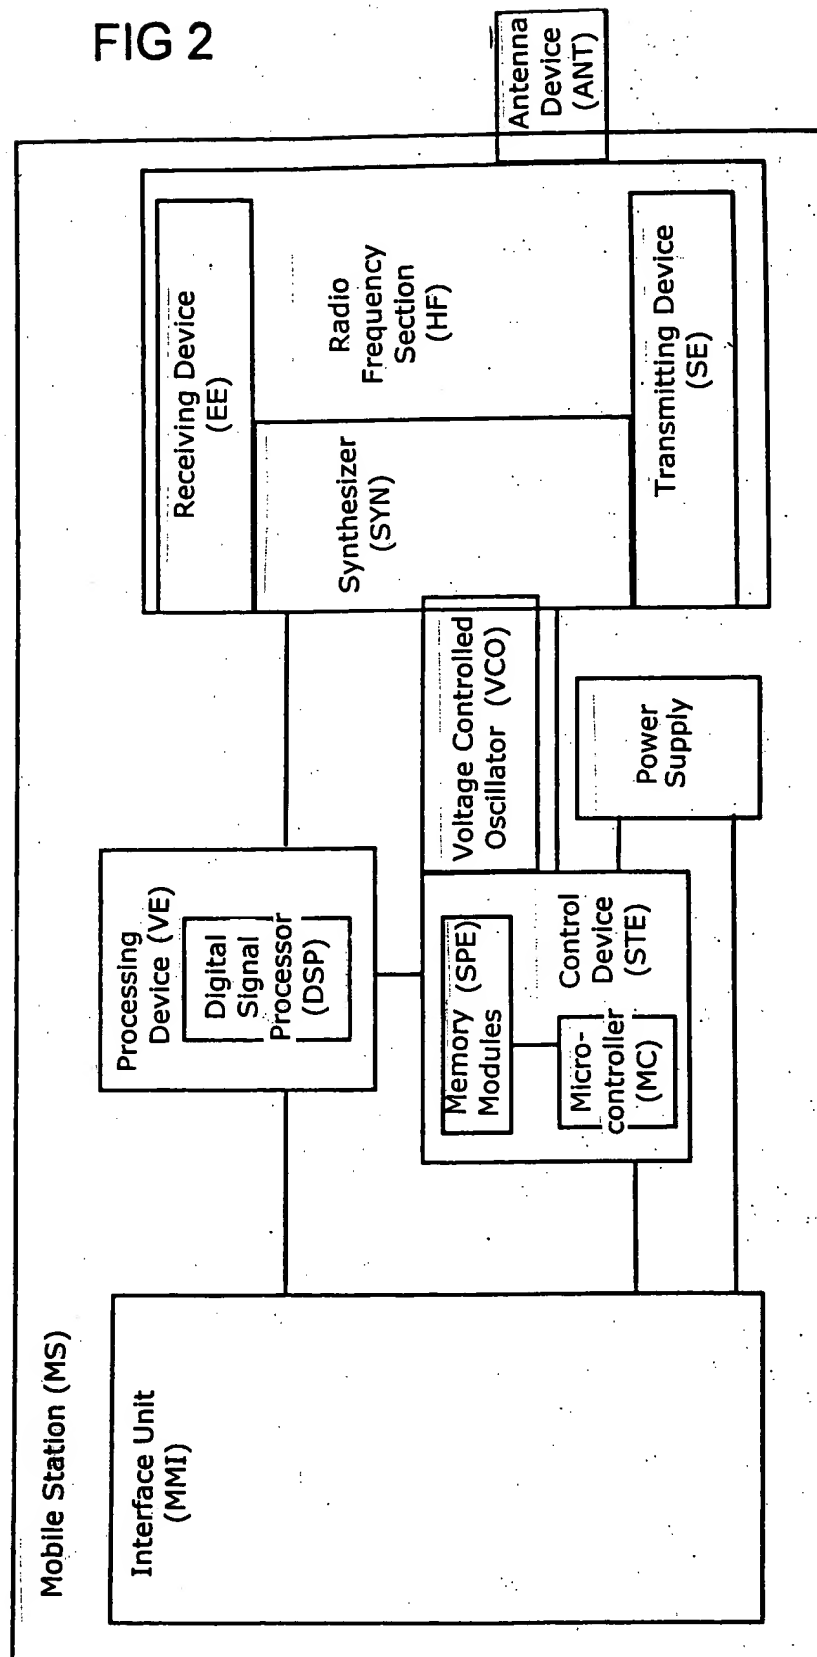 FIG 2
Mobile Station (MS)
Interface Unit
(MMI)
Processing
Device (VE)
Digital
Signal
Processor
(DSP)
Memory (SPE)
Modules
Micro-
controller
(MC)
Control
Device
(STE)
Voltage Controlled
Oscillator (VCO)
Power
Supply
Receiving Device
(EE)
Synthesizer
(SYN)
Radio
Frequency
Section
(HF)
Transmitting Device
(SE)
Antenna
Device
(ANT)